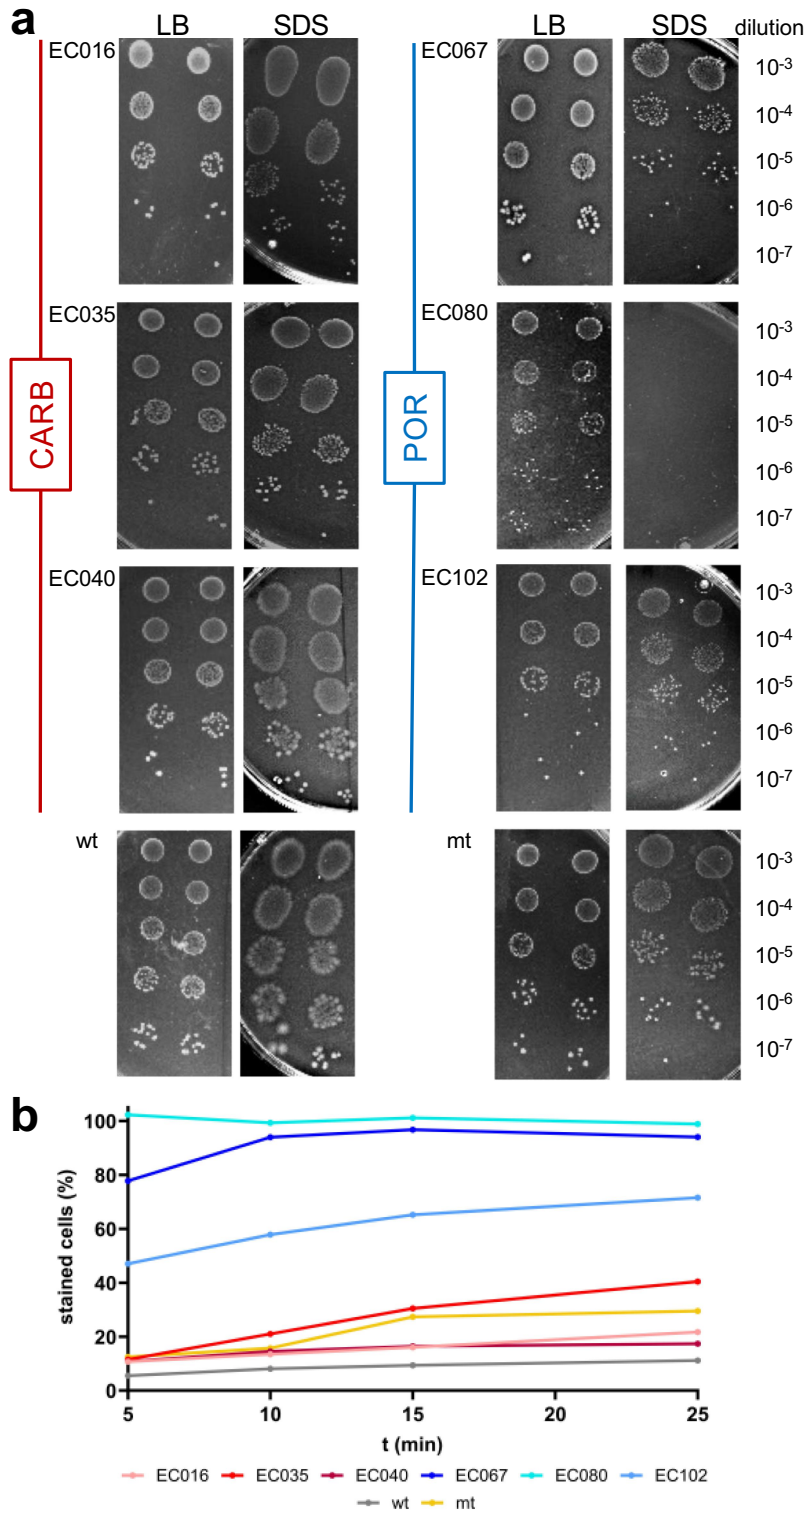 a
LB SDS LB SDS dilution
EC016 EC067
10-3
10-4
10-5
10-6
10-7
EC035 EC080
10-3
10-4
10-5
10-6
10-7
CARB POR
EC040 EC102
10-3
10-4
10-5
10-6
10-7
wt mt
10-3
10-4
10-5
10-6
10-7
b
stained cells (%)
100
80
60
40
20
0
5 10 15 20 25
t (min)
EC016 EC035 EC040 EC067 EC080 EC102
wt mt